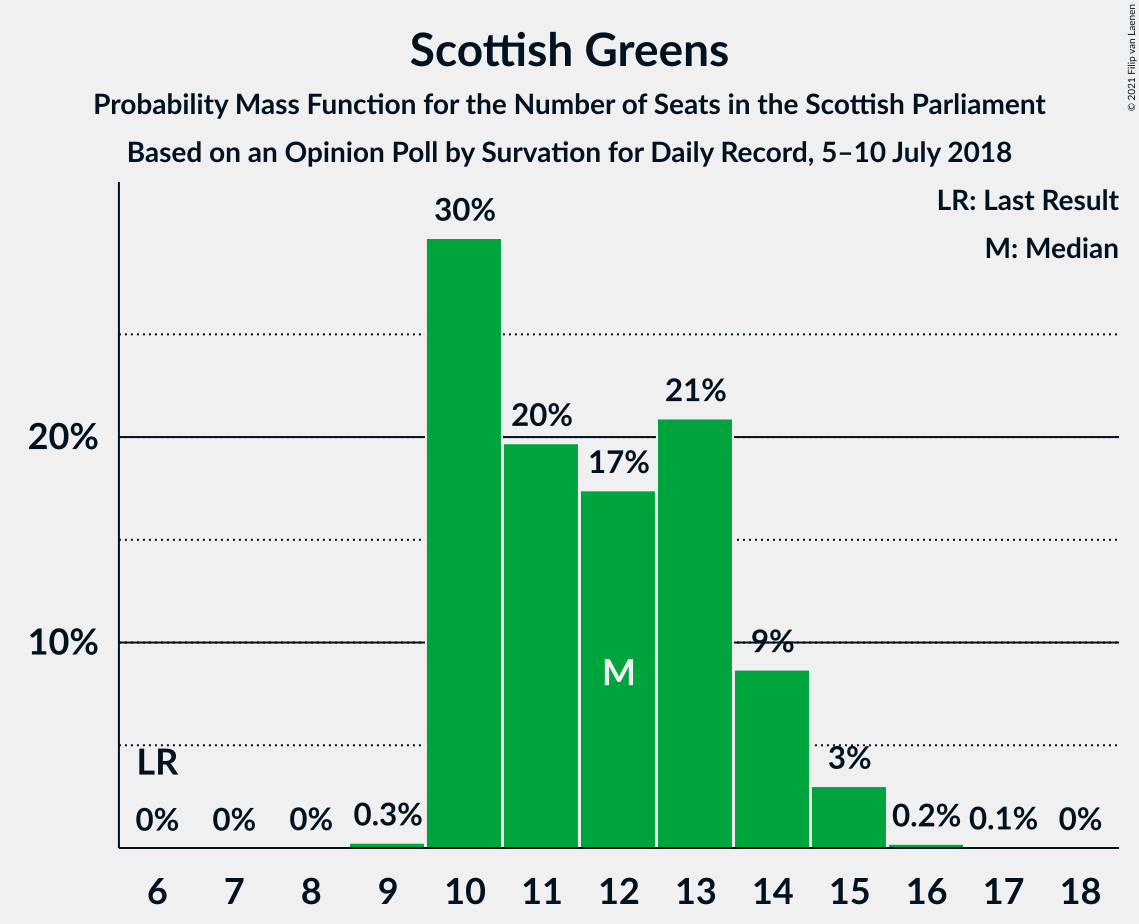 Scottish Greens
Probability Mass Function for the Number of Seats in the Scottish Parliament
Based on an Opinion Poll by Survation for Daily Record, 5–10 July 2018
© 2021 Filip van Laenen
LR: Last Result
M: Median
30%
21%
20%
20%
17%
10%
9%
M
LR
3%
0% 0% 0% 0.3% 0.2% 0.1% 0%
6 7 8 9 10 11 12 13 14 15 16 17 18